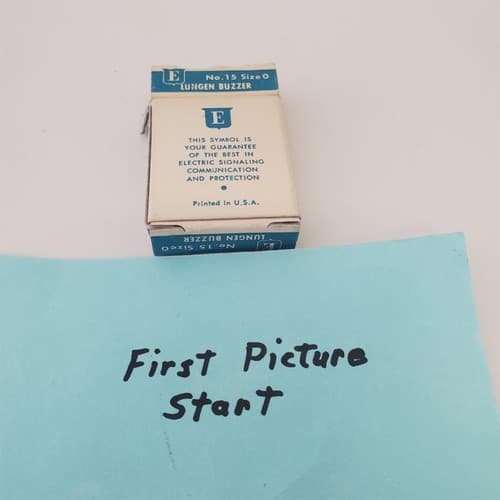 E
No. 15 Size 0
LUNGEN BUZZER
E
THIS SYMBOL IS
YOUR GUARANTEE
OF THE BEST IN
ELECTRIC SIGNALING
COMMUNICATION
AND PROTECTION
Printed in U.S.A.
E
No. 15 Size 0
LUNGEN BUZZER
First Picture
Start